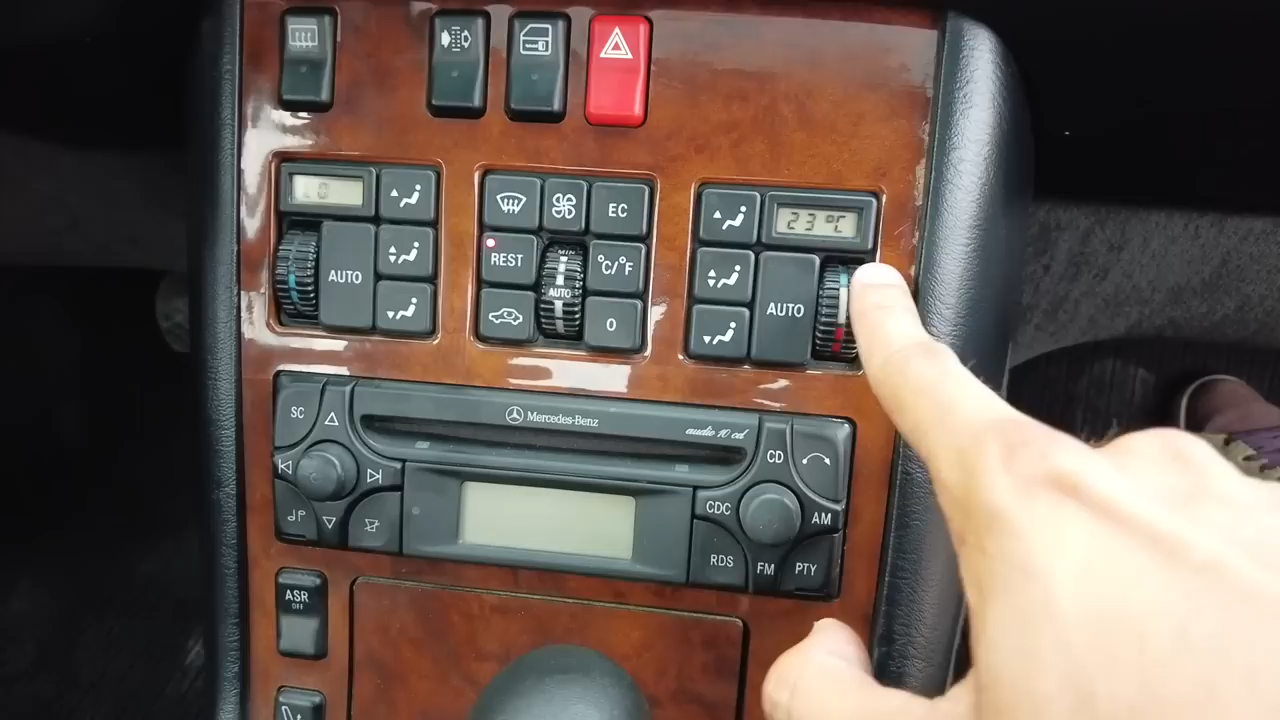 LO
EC
23°C
REST
AUTO
MIN
AUTO
°C/°F
AUTO
0
SC
Mercedes-Benz
audio 10 cd
CD
CDC
AM
RDS
FM
PTY
ASR
OFF